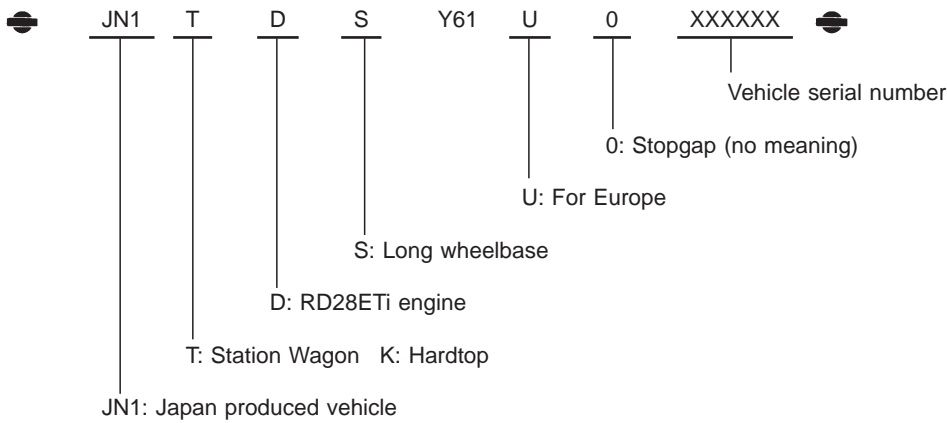 JN1 T D S Y61 U 0 XXXXXX
Vehicle serial number
0: Stopgap (no meaning)
U: For Europe
S: Long wheelbase
D: RD28ETi engine
T: Station Wagon K: Hardtop
JN1: Japan produced vehicle